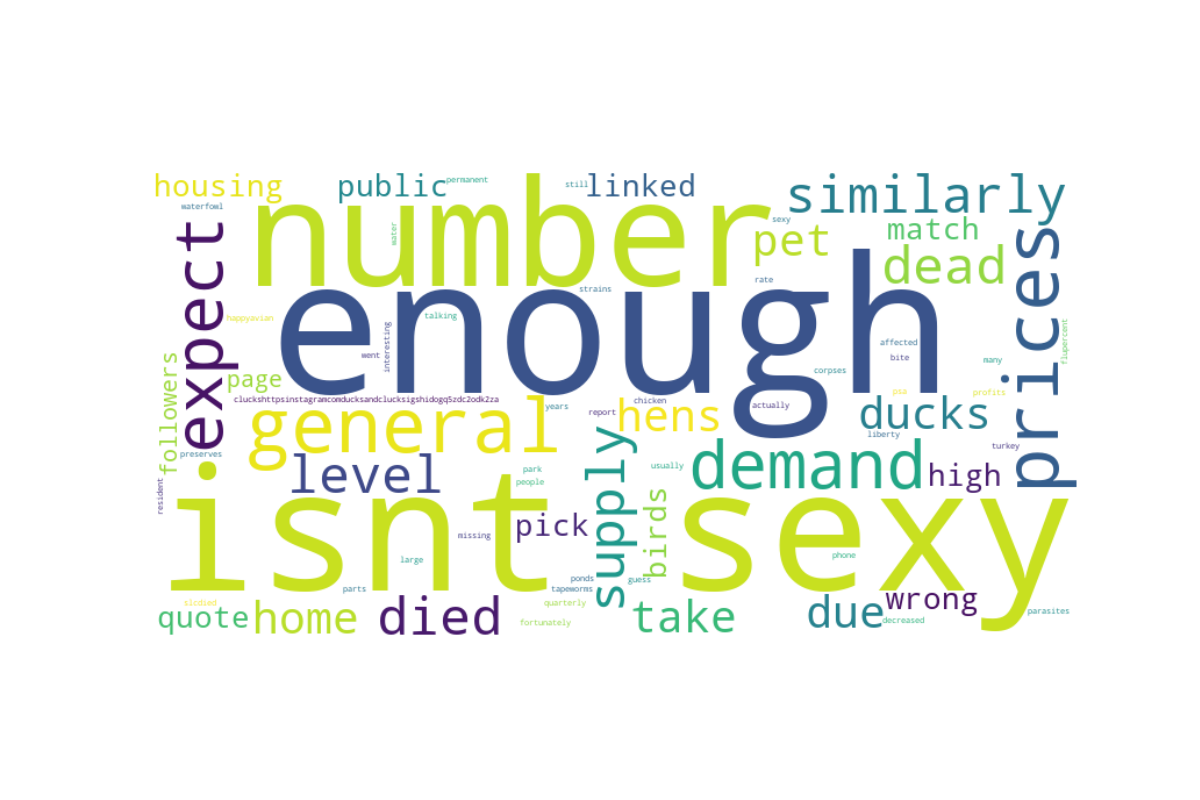 permanent
still
housing
public
linked
similarly
waterfowl
number
sexy
water
pet
match
expect
dead
prices
enough
rate
strains
happyavian
talking
interesting
affected
flupercent
went
bite
many
followers
page
corpses
psa
profits
cluckshttpsinstagramcomducksandclucksigshidogq5zdc2odk2za
years
chicken
actually
general
report
hens
ducks
liberty
turkey
preserves
level
supply
demand
high
usually
park
people
resident
isnt
sexy
birds
pick
missing
large
phone
ponds
guess
parts
tapeworms
slcdied
quarterly
due
wrong
parasites
quote
home
died
take
fortunately
decreased